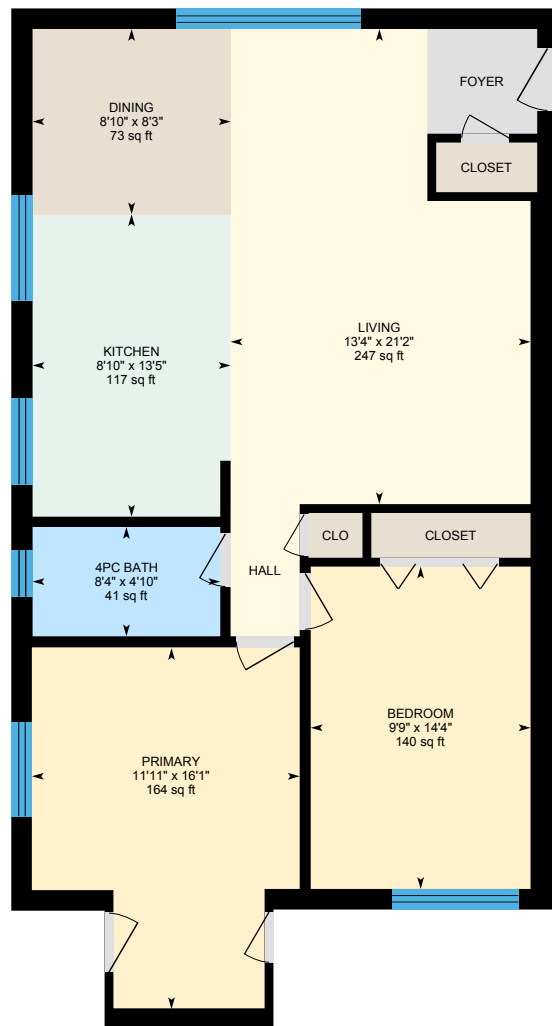 DINING
8'10" x 8'3"
73 sq ft
FOYER
CLOSET
KITCHEN
8'10" x 13'5"
117 sq ft
LIVING
13'4" x 21'2"
247 sq ft
4PC BATH
8'4" x 4'10"
41 sq ft
HALL
CLO
CLOSET
PRIMARY
11'11" x 16'1"
164 sq ft
BEDROOM
9'9" x 14'4"
140 sq ft